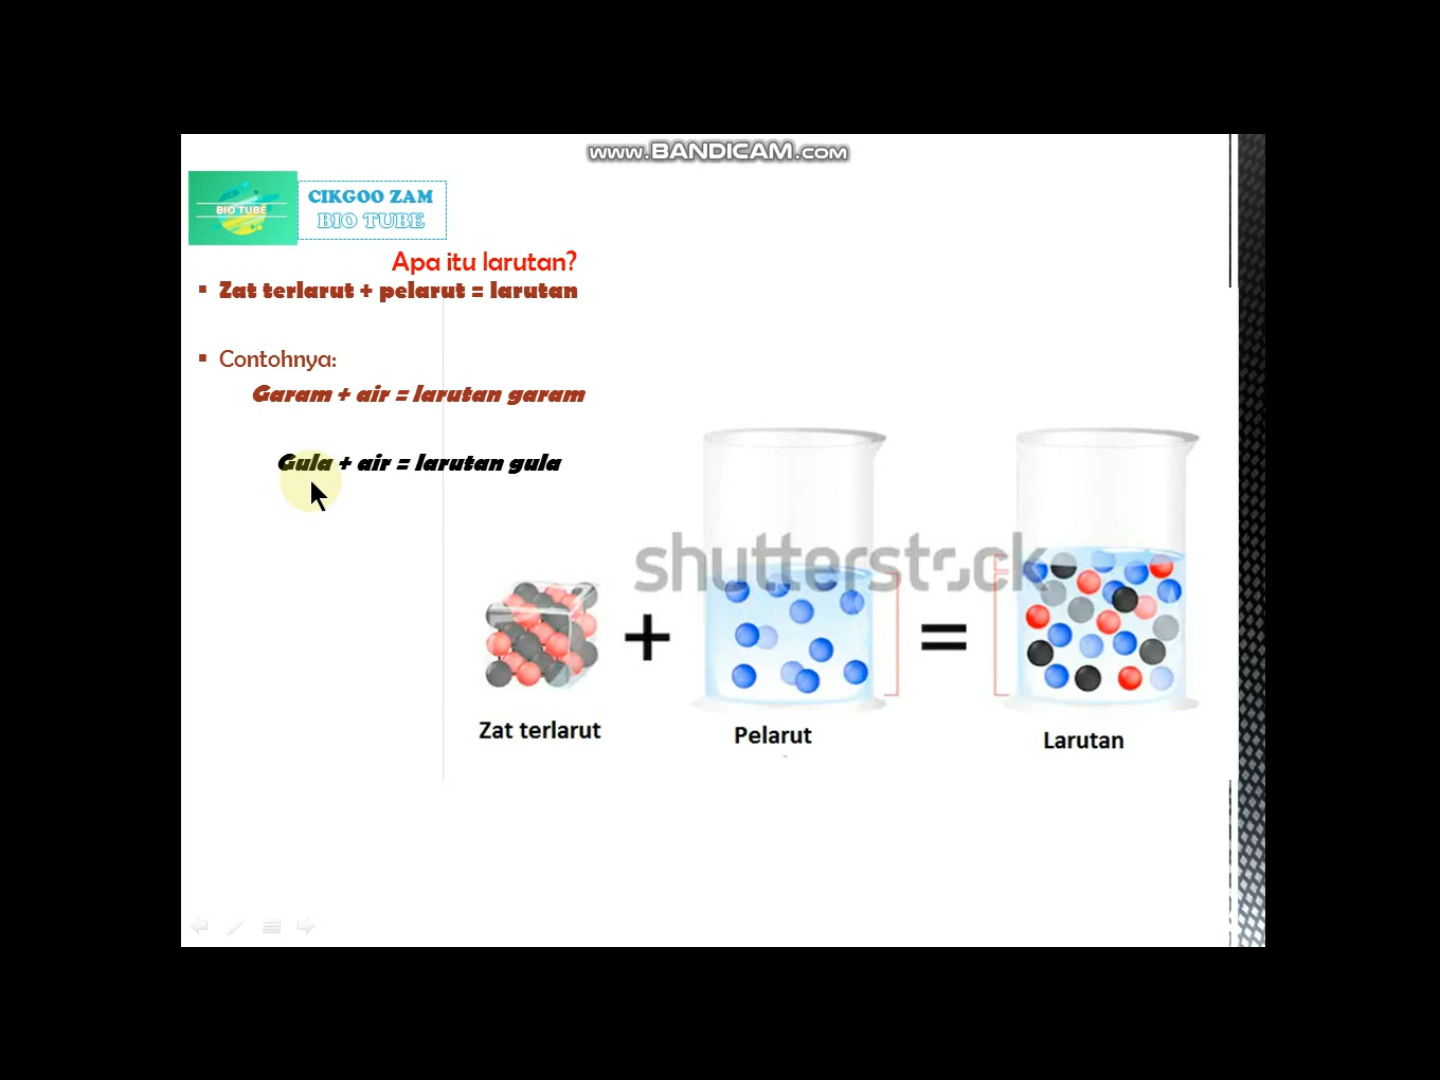 www.BANDICAM.com
BIO TUBE
CIKGOO ZAM
BIO TUBE
Apa itu larutan?
▪ Zat terlarut + pelarut = larutan
▪ Contohnya:
Garam + air = larutan garam
Gula + air = larutan gula
shutterstock
+
=
Zat terlarut
Pelarut
Larutan